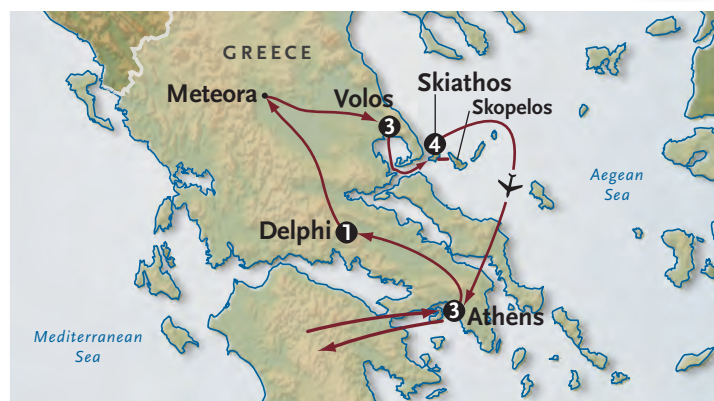 GREECE
Meteora
Volos
3
Skiathos
Skopelos
4
Aegean
Sea
Delphi
1
3
Athens
Mediterranean
Sea